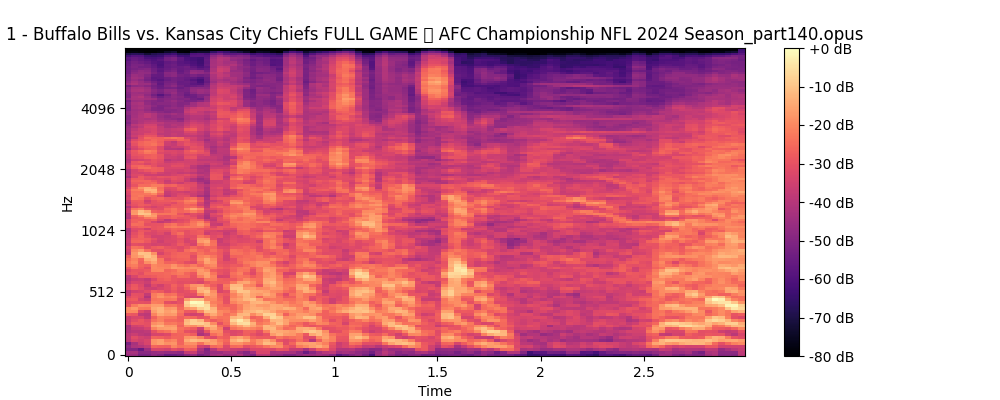 1 - Buffalo Bills vs. Kansas City Chiefs FULL GAME ▯ AFC Championship NFL 2024 Season_part140.opus
+0 dB
-10 dB
-20 dB
-30 dB
-40 dB
-50 dB
-60 dB
-70 dB
-80 dB
4096
2048
1024
512
0
Hz
0
0.5
1
1.5
2
2.5
Time